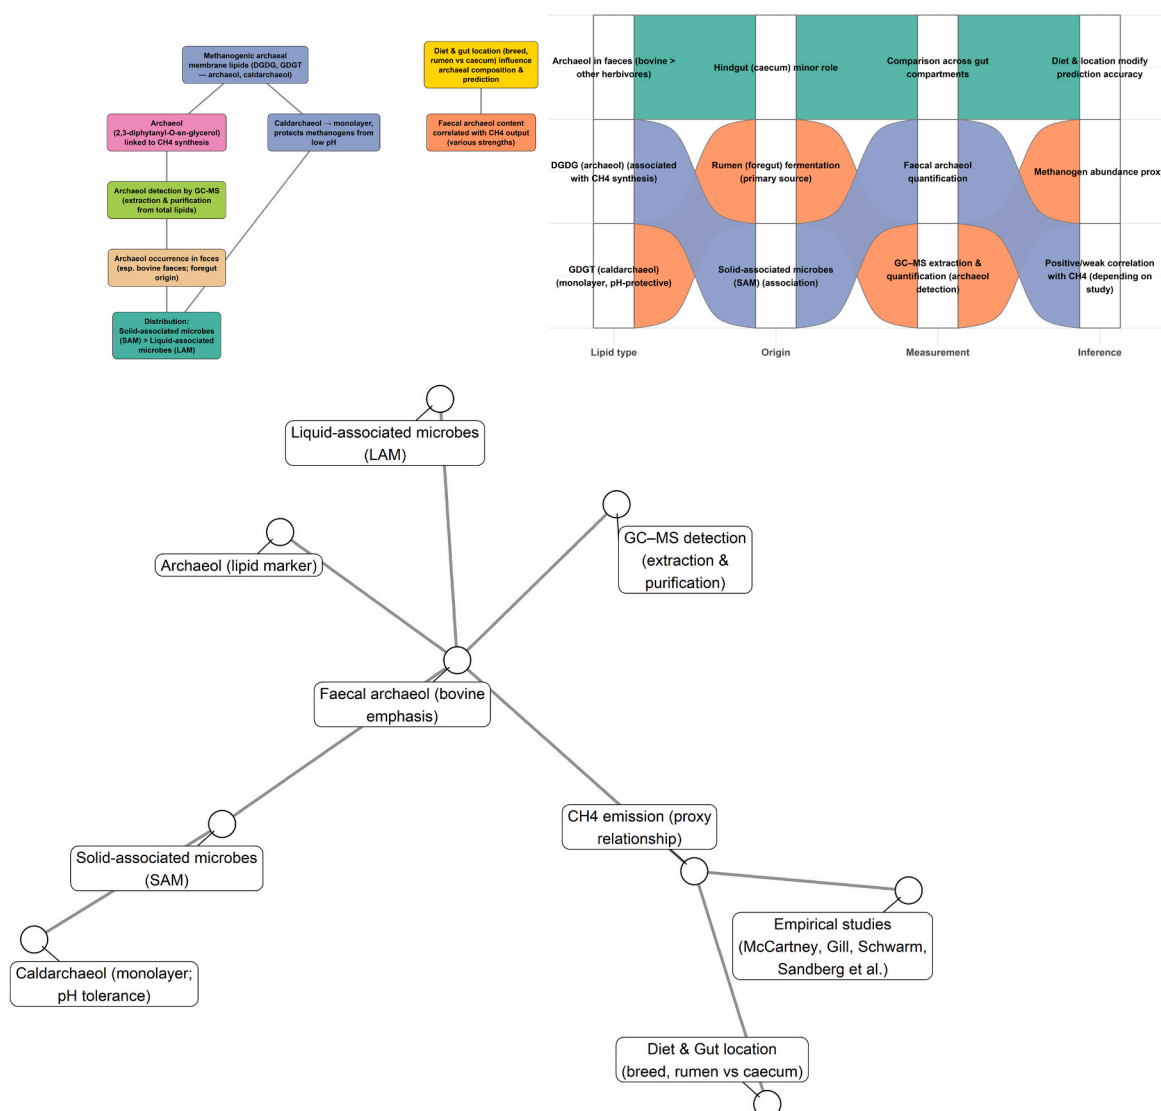 Methanogenic archaeal
membrane lipids (DGDG, GDGT
— archaeol, caldarchaeol)
Archaeol
(2,3-diphytanyl-O-sn-glycerol)
linked to CH4 synthesis
Caldarchaeol → monolayer,
protects methanogens from
low pH
Archaeol detection by GC-MS
(extraction & purification
from total lipids)
Archaeol occurrence in feces
(esp. bovine faeces; foregut
origin)
Distribution:
Solid-associated microbes
(SAM) > Liquid-associated
microbes (LAM)
Diet & gut location (breed,
rumen vs caecum) influence
archaeal composition &
prediction
Faecal archaeol content
correlated with CH4 output
(various strengths)
Archaeol in faeces (bovine >
other herbivores)
Hindgut (caecum) minor role
Comparison across gut
compartments
Diet & location modify
prediction accuracy
DGDG (archaeol) (associated
with CH4 synthesis)
Rumen (foregut) fermentation
(primary source)
Faecal archaeol
quantification
Methanogen abundance prox
GDGT (caldarchaeol)
(monolayer, pH-protective)
Solid-associated microbes
(SAM) (association)
GC–MS extraction &
quantification (archaeol
detection)
Positive/weak correlation
with CH4 (depending on
study)
Lipid type
Origin
Measurement
Inference
Liquid-associated microbes
(LAM)
Archaeol (lipid marker)
GC–MS detection
(extraction &
purification)
Faecal archaeol (bovine
emphasis)
CH4 emission (proxy
relationship)
Solid-associated microbes
(SAM)
Empirical studies
(McCartney, Gill, Schwarm,
Sandberg et al.)
Caldarchaeol (monolayer;
pH tolerance)
Diet & Gut location
(breed, rumen vs caecum)